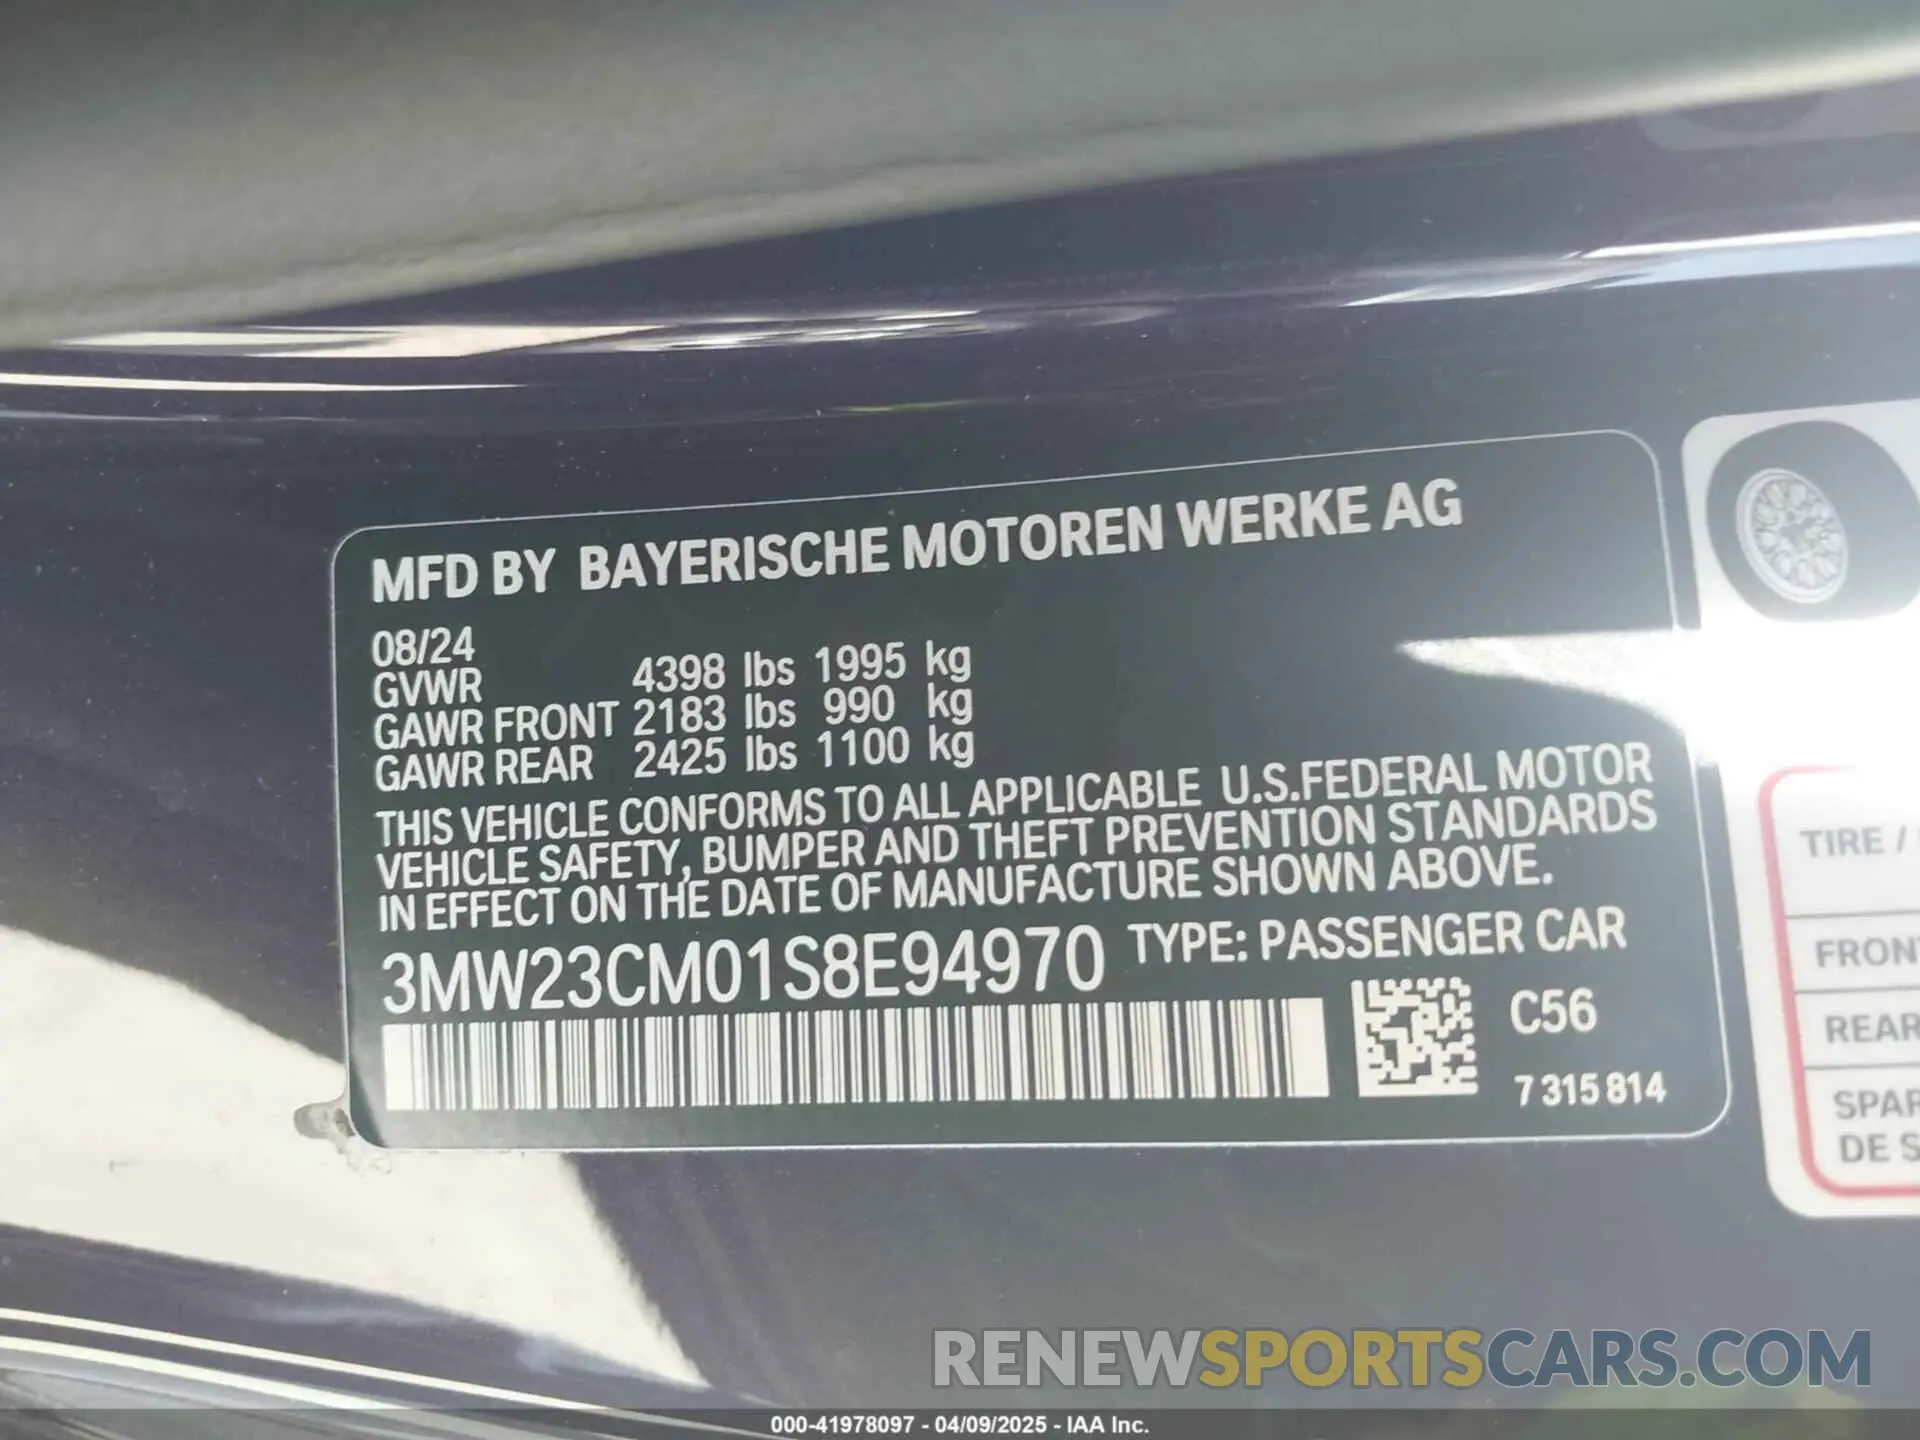 MFD BY BAYERISCHE MOTOREN WERKE AG
08/24
GVWR 4398 lbs 1995 kg
GAWR FRONT 2183 lbs 990 kg
GAWR REAR 2425 lbs 1100 kg
THIS VEHICLE CONFORMS TO ALL APPLICABLE U.S.FEDERAL MOTOR
VEHICLE SAFETY, BUMPER AND THEFT PREVENTION STANDARDS
IN EFFECT ON THE DATE OF MANUFACTURE SHOWN ABOVE.
3MW23CM01S8E94970 TYPE: PASSENGER CAR
C56
7 315 814
TIRE /
FRON
REAR
SPAR
DE S
RENEWSPORTSCARS.COM
000-41978097 - 04/09/2025 - IAA Inc.